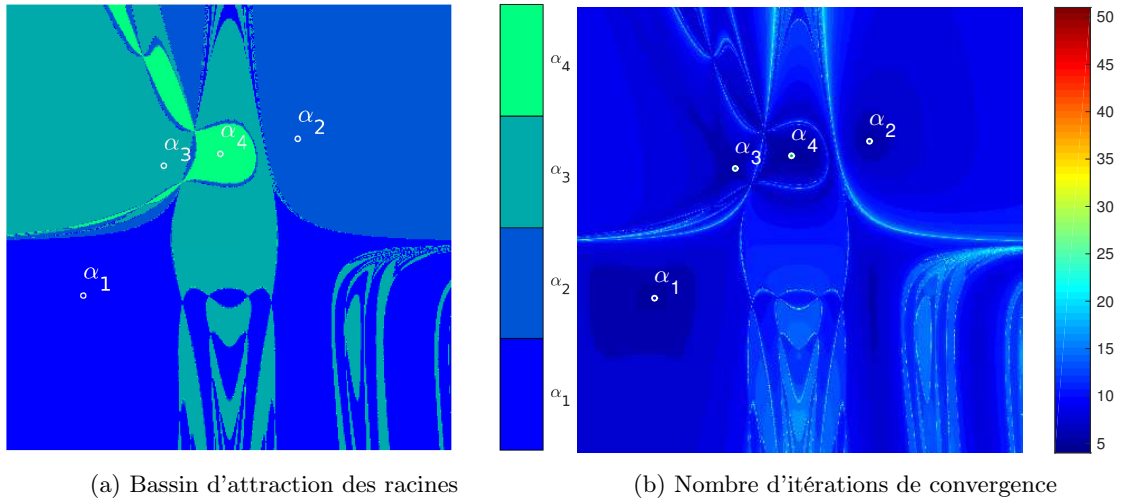 α₂
α₄
α₃
α₁
α₄
α₃
α₂
α₁
α₂
α₄
α₃
α₁
50
45
40
35
30
25
20
15
10
5
(a) Bassin d'attraction des racines
(b) Nombre d'itérations de convergence